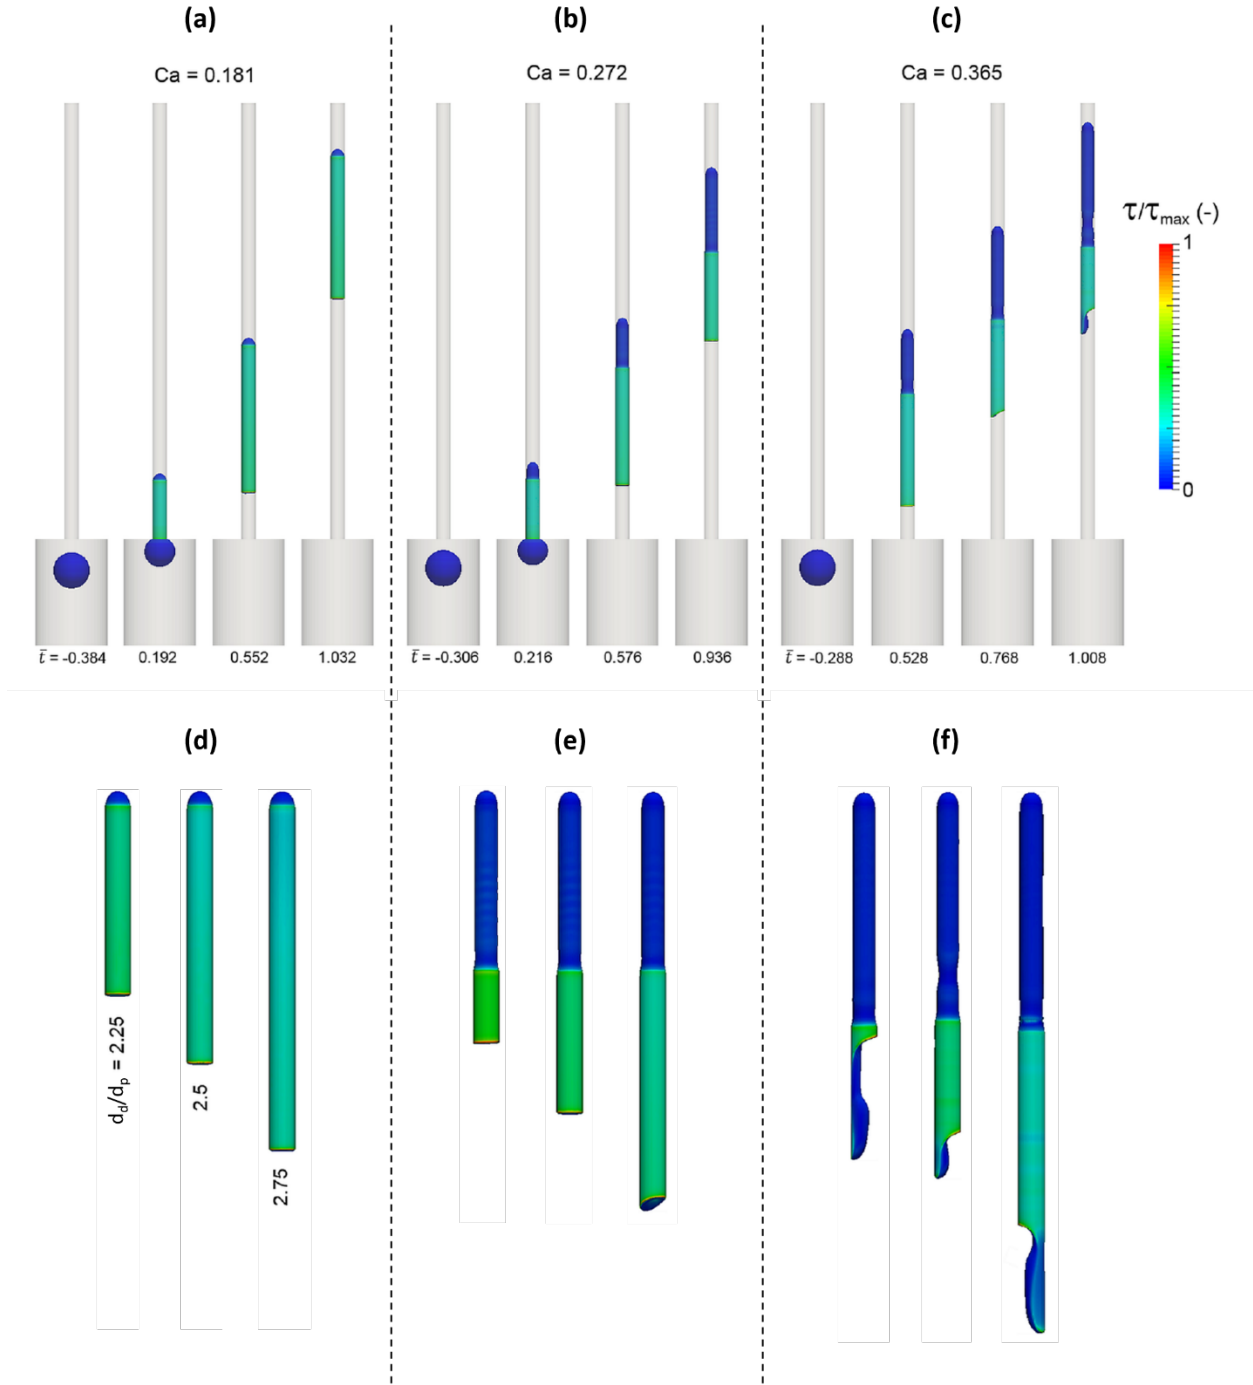 (a)
(b)
(c)
Ca = 0.181
Ca = 0.272
Ca = 0.365
τ/τmax (-)
1
0
t̄ = -0.384
0.192
0.552
1.032
t̄ = -0.306
0.216
0.576
0.936
t̄ = -0.288
0.528
0.768
1.008
(d)
(e)
(f)
dd/dp = 2.25
2.5
2.75